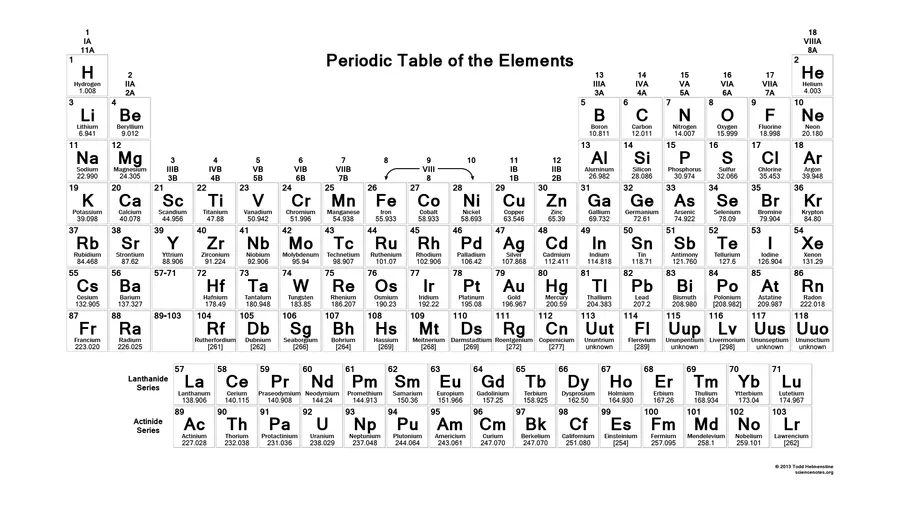 Periodic Table of the Elements
1 18
IA VIIIA
11A 8A
1 2
H He
Hydrogen Helium
1.008 4.003
2 13 14 15 16 17
IIA IIIA IVA VA VIA VIIA
2A 3A 4A 5A 6A 7A
3 4 5 6 7 8 9 10
Li Be B C N O F Ne
Lithium Beryllium Boron Carbon Nitrogen Oxygen Fluorine Neon
6.941 9.012 10.811 12.011 14.007 15.999 18.998 20.180
11 12 13 14 15 16 17 18
Na Mg Al Si P S Cl Ar
Sodium Magnesium Aluminum Silicon Phosphorus Sulfur Chlorine Argon
22.990 24.305 26.982 28.086 30.974 32.066 35.453 39.948
3 4 5 6 7 8 9 10 11 12
IIIB IVB VB VIB VIIB VIII IB IIB
3B 4B 5B 6B 7B 8 1B 2B
19 20 21 22 23 24 25 26 27 28 29 30 31 32 33 34 35 36
K Ca Sc Ti V Cr Mn Fe Co Ni Cu Zn Ga Ge As Se Br Kr
Potassium Calcium Scandium Titanium Vanadium Chromium Manganese Iron Cobalt Nickel Copper Zinc Gallium Germanium Arsenic Selenium Bromine Krypton
39.098 40.078 44.956 47.88 50.942 51.996 54.938 55.933 58.933 58.693 63.546 65.39 69.732 72.61 74.922 78.09 79.904 84.80
37 38 39 40 41 42 43 44 45 46 47 48 49 50 51 52 53 54
Rb Sr Y Zr Nb Mo Tc Ru Rh Pd Ag Cd In Sn Sb Te I Xe
Rubidium Strontium Yttrium Zirconium Niobium Molybdenum Technetium Ruthenium Rhodium Palladium Silver Cadmium Indium Tin Antimony Tellurium Iodine Xenon
84.468 87.62 88.906 91.224 92.906 95.94 98.907 101.07 102.906 106.42 107.868 112.411 114.818 118.71 121.760 127.6 126.904 131.29
55 56 57-71 72 73 74 75 76 77 78 79 80 81 82 83 84 85 86
Cs Ba Hf Ta W Re Os Ir Pt Au Hg Tl Pb Bi Po At Rn
Cesium Barium Hafnium Tantalum Tungsten Rhenium Osmium Iridium Platinum Gold Mercury Thallium Lead Bismuth Polonium Astatine Radon
132.905 137.327 178.49 180.948 183.85 186.207 190.23 192.22 195.08 196.967 200.59 204.383 207.2 208.980 [208.982] 209.987 222.018
87 88 89-103 104 105 106 107 108 109 110 111 112 113 114 115 116 117 118
Fr Ra Rf Db Sg Bh Hs Mt Ds Rg Cn Uut Fl Uup Lv Uus Uuo
Francium Radium Rutherfordium Dubnium Seaborgium Bohrium Hassium Meitnerium Darmstadtium Roentgenium Copernicium Ununtrium Flerovium Ununpentium Livermorium Ununseptium Ununoctium
223.020 226.025 [261] [262] [266] [264] [269] [268] [269] [272] [277] unknown [289] unknown [298] unknown unknown
Lanthanide
Series
57 58 59 60 61 62 63 64 65 66 67 68 69 70 71
La Ce Pr Nd Pm Sm Eu Gd Tb Dy Ho Er Tm Yb Lu
Lanthanum Cerium Praseodymium Neodymium Promethium Samarium Europium Gadolinium Terbium Dysprosium Holmium Erbium Thulium Ytterbium Lutetium
138.906 140.115 140.908 144.24 144.913 150.36 151.966 157.25 158.925 162.50 164.930 167.26 168.934 173.04 174.967
Actinide
Series
89 90 91 92 93 94 95 96 97 98 99 100 101 102 103
Ac Th Pa U Np Pu Am Cm Bk Cf Es Fm Md No Lr
Actinium Thorium Protactinium Uranium Neptunium Plutonium Americium Curium Berkelium Californium Einsteinium Fermium Mendelevium Nobelium Lawrencium
227.028 232.038 231.036 238.029 237.048 244.064 243.061 247.070 247.070 251.080 [254] 257.095 258.1 259.101 [262]
© 2013 Todd Helmenstine
sciencenotes.org